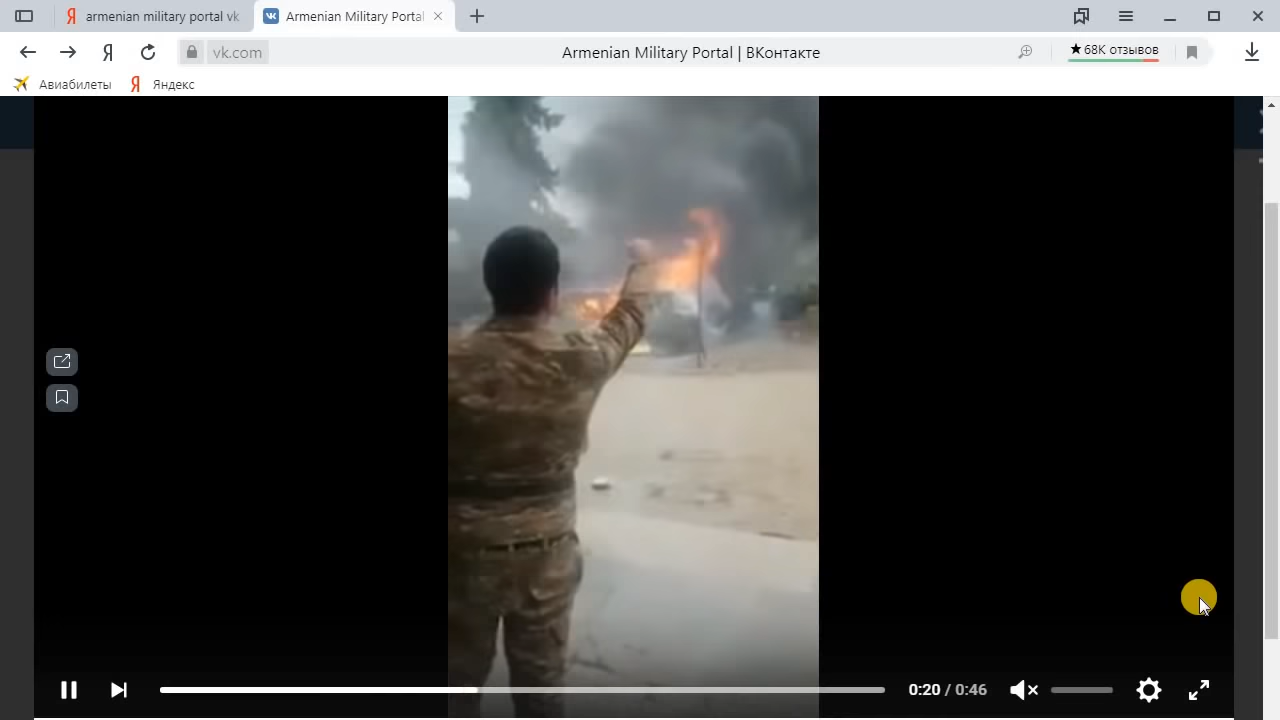 Я armenian military portal vk
Armenian Military Portal
Я
vk.com
Armenian Military Portal | ВКонтакте
★68K отзывов
Авиабилеты
Я Яндекс
0:20 / 0:46